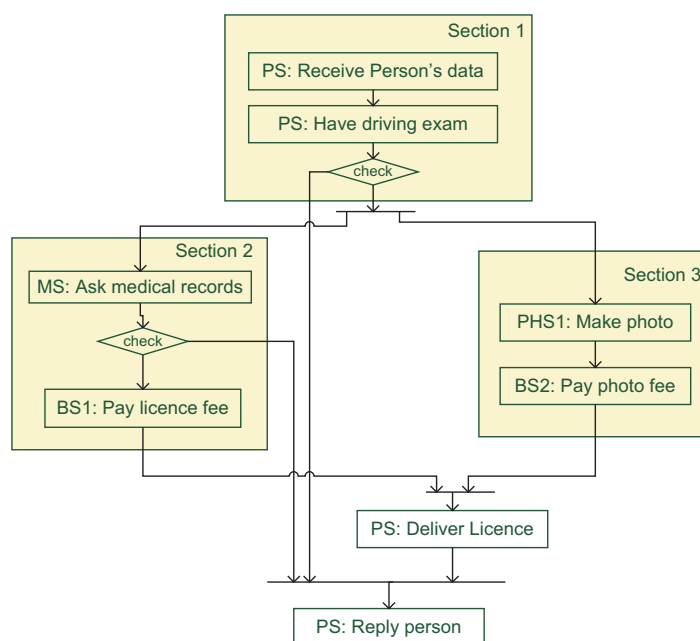 Section 1
PS: Receive Person's data
PS: Have driving exam
check
Section 2
MS: Ask medical records
check
BS1: Pay licence fee
Section 3
PHS1: Make photo
BS2: Pay photo fee
PS: Deliver Licence
PS: Reply person